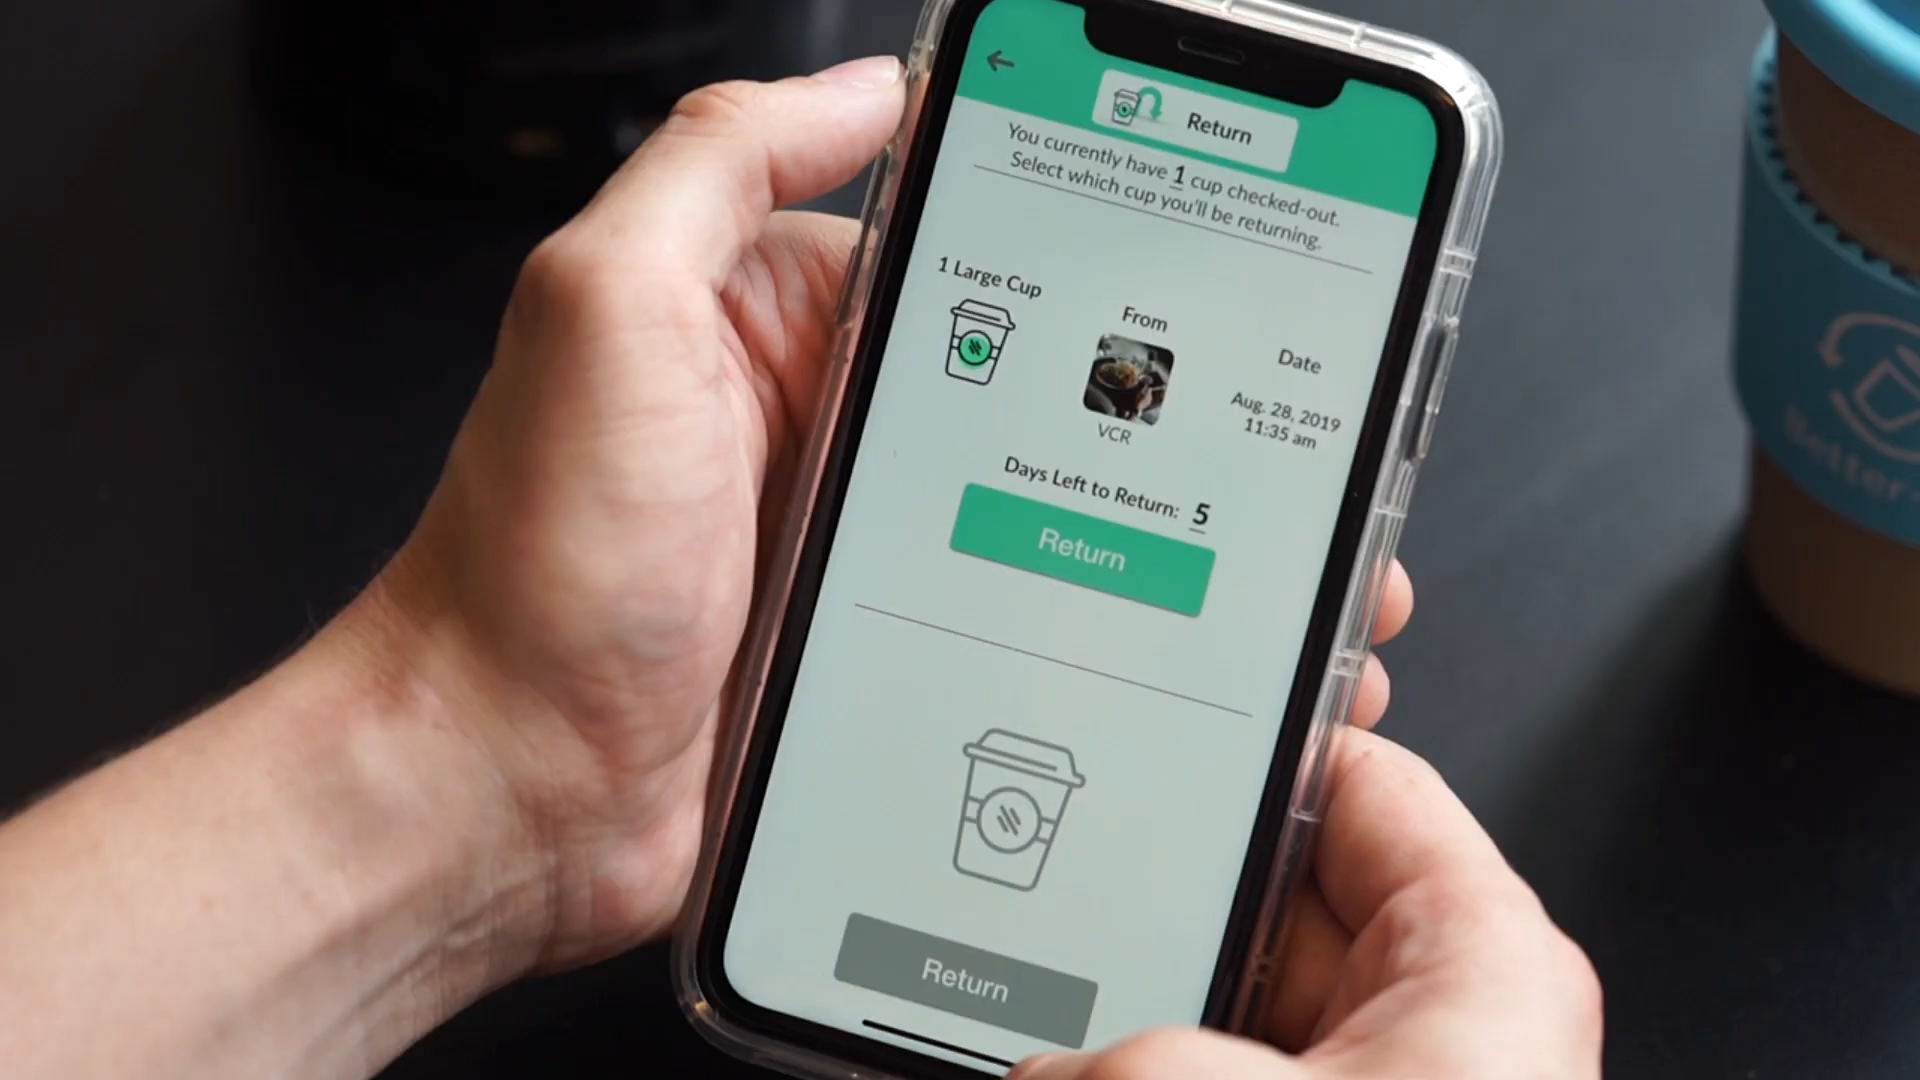 Return
You currently have 1 cup checked-out.
Select which cup you'll be returning.
1 Large Cup
From
VCR
Date
Aug. 28, 2019
11:35 am
Days Left to Return: 5
Return
Return
Better-